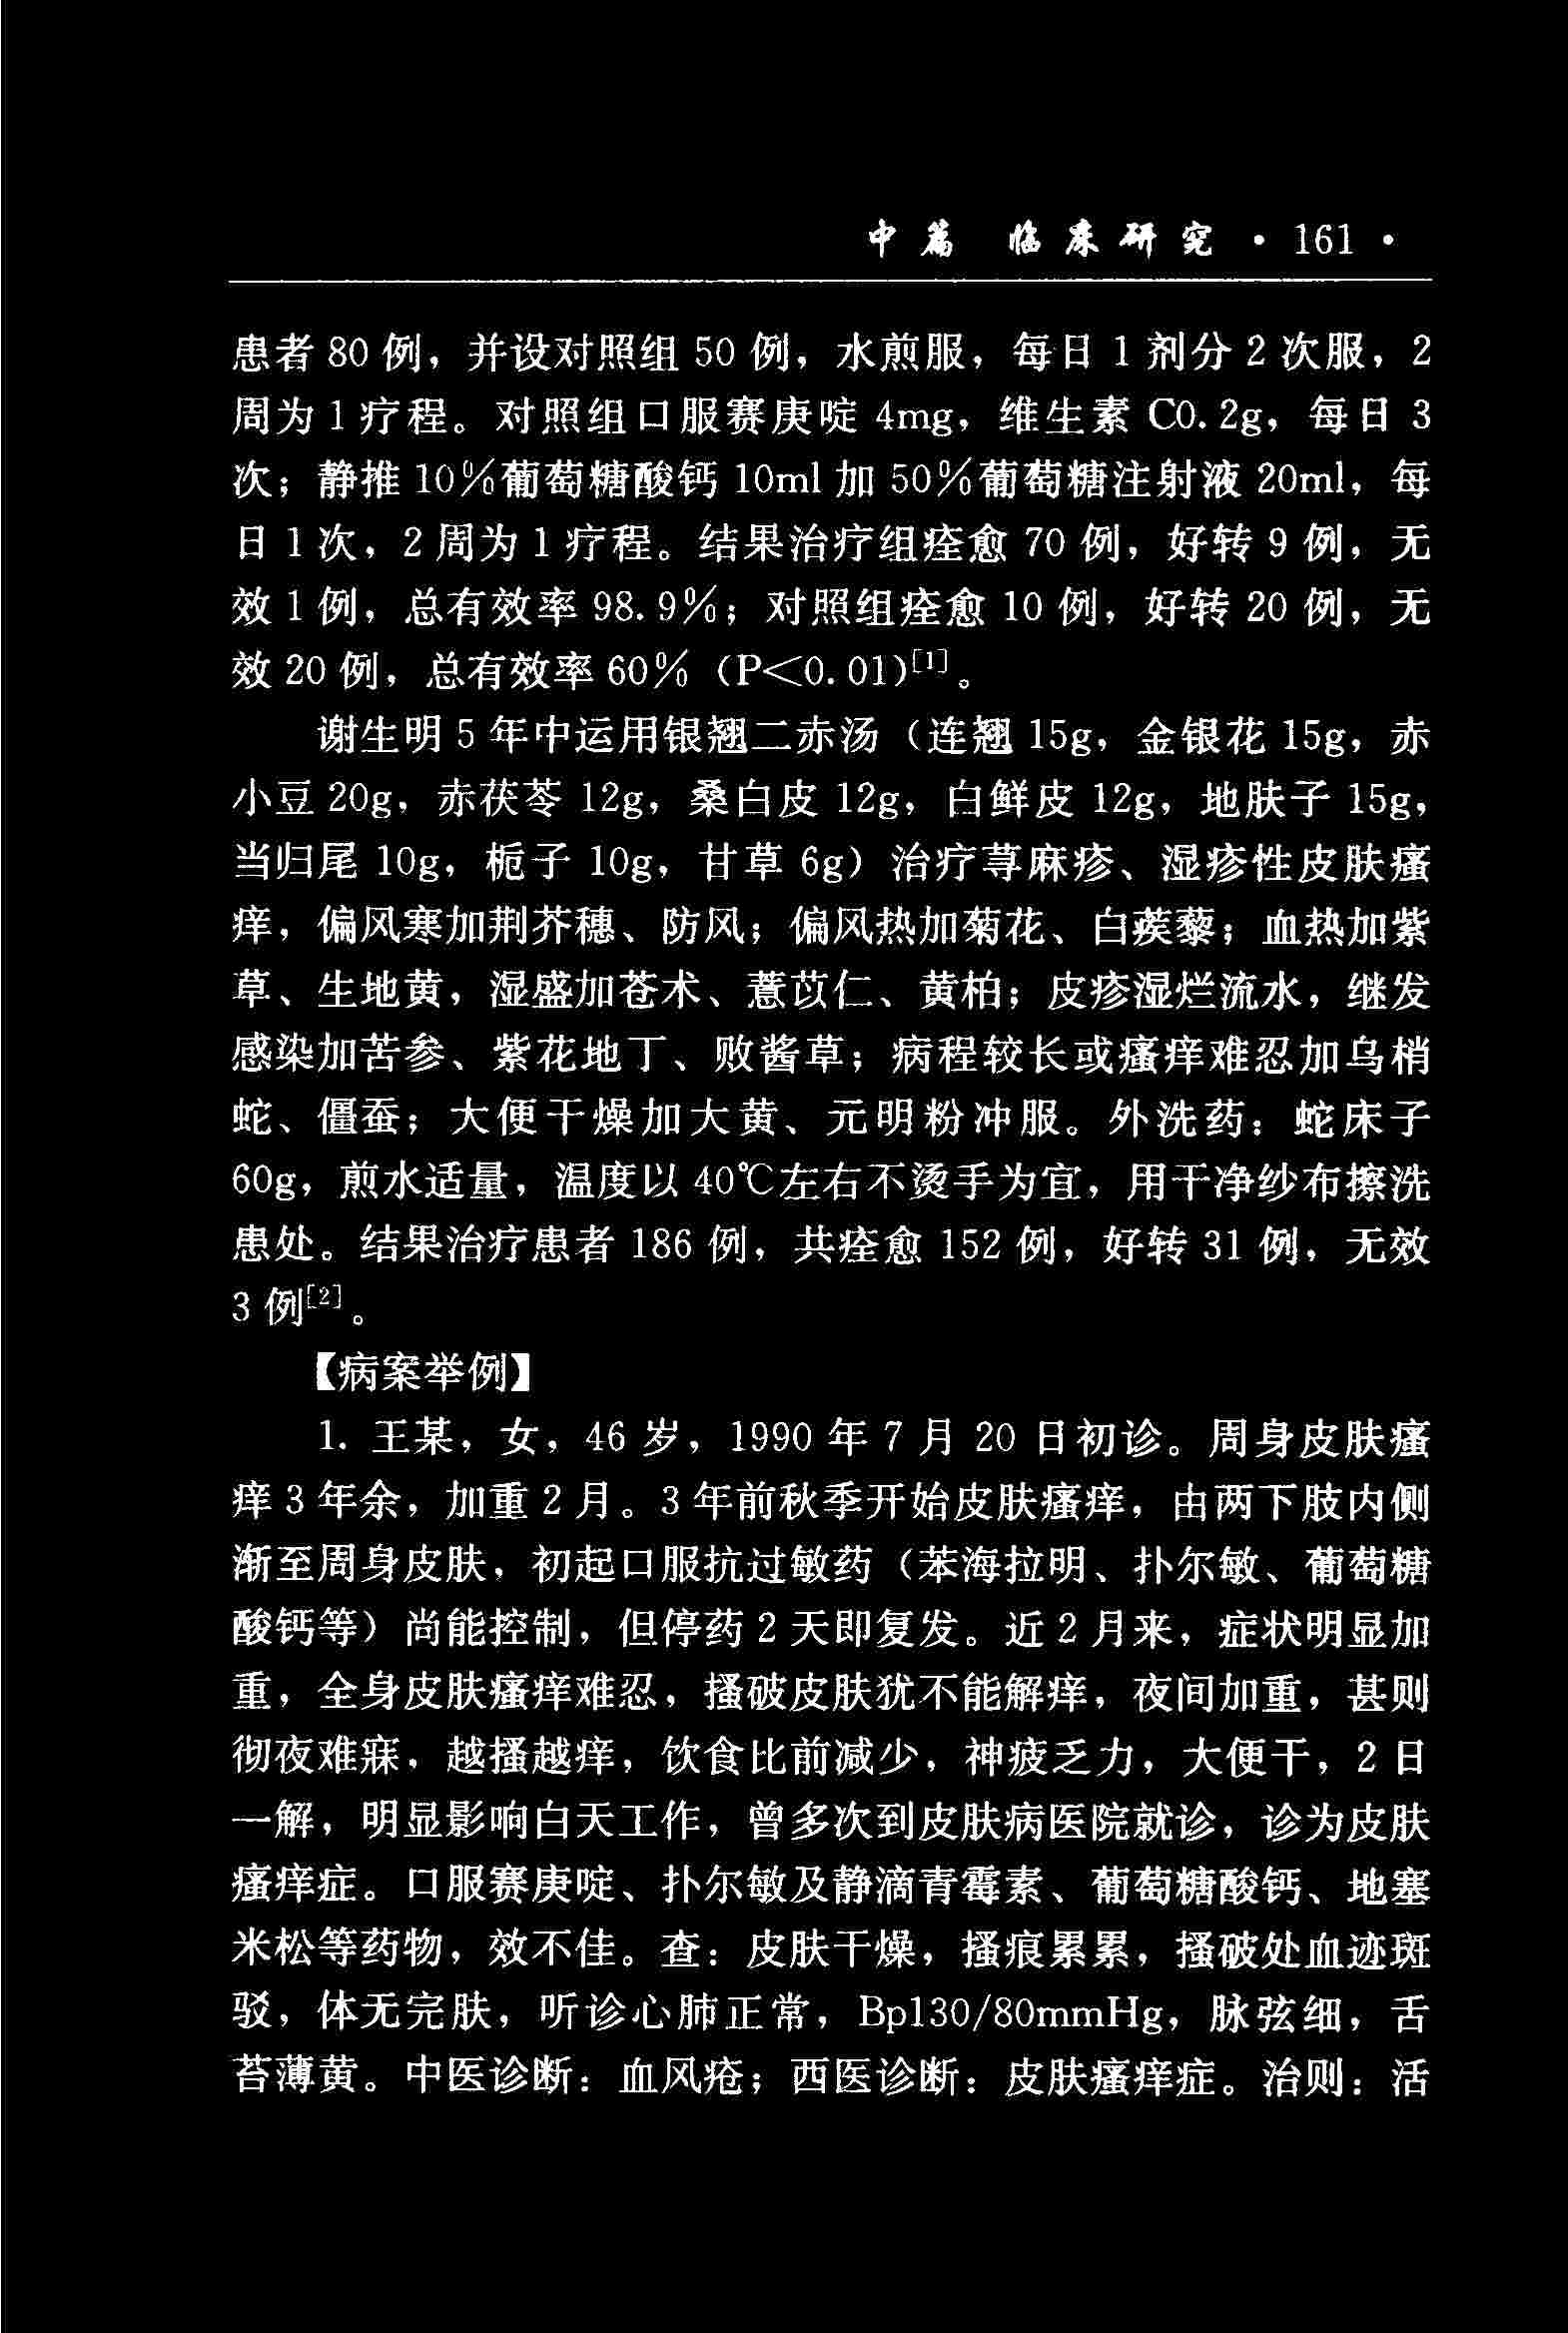 中篇 临床研究 · 161 ·
患者 80 例，并设对照组 50 例，水煎服，每日 1 剂分 2 次服，2
周为 1 疗程。对照组口服赛庚啶 4mg，维生素 C0.2g，每日 3
次；静推 10%葡萄糖酸钙 10ml 加 50%葡萄糖注射液 20ml，每
日 1 次，2 周为 1 疗程。结果治疗组痊愈 70 例，好转 9 例，无
效 1 例，总有效率 98.9%；对照组痊愈 10 例，好转 20 例，无
效 20 例，总有效率 60%（P<0.01）[1]。
谢生明 5 年中运用银翘二赤汤（连翘 15g，金银花 15g，赤
小豆 20g，赤茯苓 12g，桑白皮 12g，白鲜皮 12g，地肤子 15g，
当归尾 10g，栀子 10g，甘草 6g）治疗荨麻疹、湿疹性皮肤瘙
痒，偏风寒加荆芥穗、防风；偏风热加菊花、白蒺藜；血热加紫
草、生地黄，湿盛加苍术、薏苡仁、黄柏；皮疹湿烂流水，继发
感染加苦参、紫花地丁、败酱草；病程较长或瘙痒难忍加乌梢
蛇、僵蚕；大便干燥加大黄、元明粉冲服。外洗药：蛇床子
60g，煎水适量，温度以 40℃左右不烫手为宜，用干净纱布擦洗
患处。结果治疗患者 186 例，共痊愈 152 例，好转 31 例，无效
3 例[2]。
【病案举例】
1. 王某，女，46 岁，1990 年 7 月 20 日初诊。周身皮肤瘙
痒 3 年余，加重 2 月。3 年前秋季开始皮肤瘙痒，由两下肢内侧
渐至周身皮肤，初起口服抗过敏药（苯海拉明、扑尔敏、葡萄糖
酸钙等）尚能控制，但停药 2 天即复发。近 2 月来，症状明显加
重，全身皮肤瘙痒难忍，搔破皮肤犹不能解痒，夜间加重，甚则
彻夜难寐，越搔越痒，饮食比前减少，神疲乏力，大便干，2 日
一解，明显影响白天工作，曾多次到皮肤病医院就诊，诊为皮肤
瘙痒症。口服赛庚啶、扑尔敏及静滴青霉素、葡萄糖酸钙、地塞
米松等药物，效不佳。查：皮肤干燥，搔痕累累，搔破处血迹斑
驳，体无完肤，听诊心肺正常，Bp130/80mmHg，脉弦细，舌
苔薄黄。中医诊断：血风疮；西医诊断：皮肤瘙痒症。治则：活